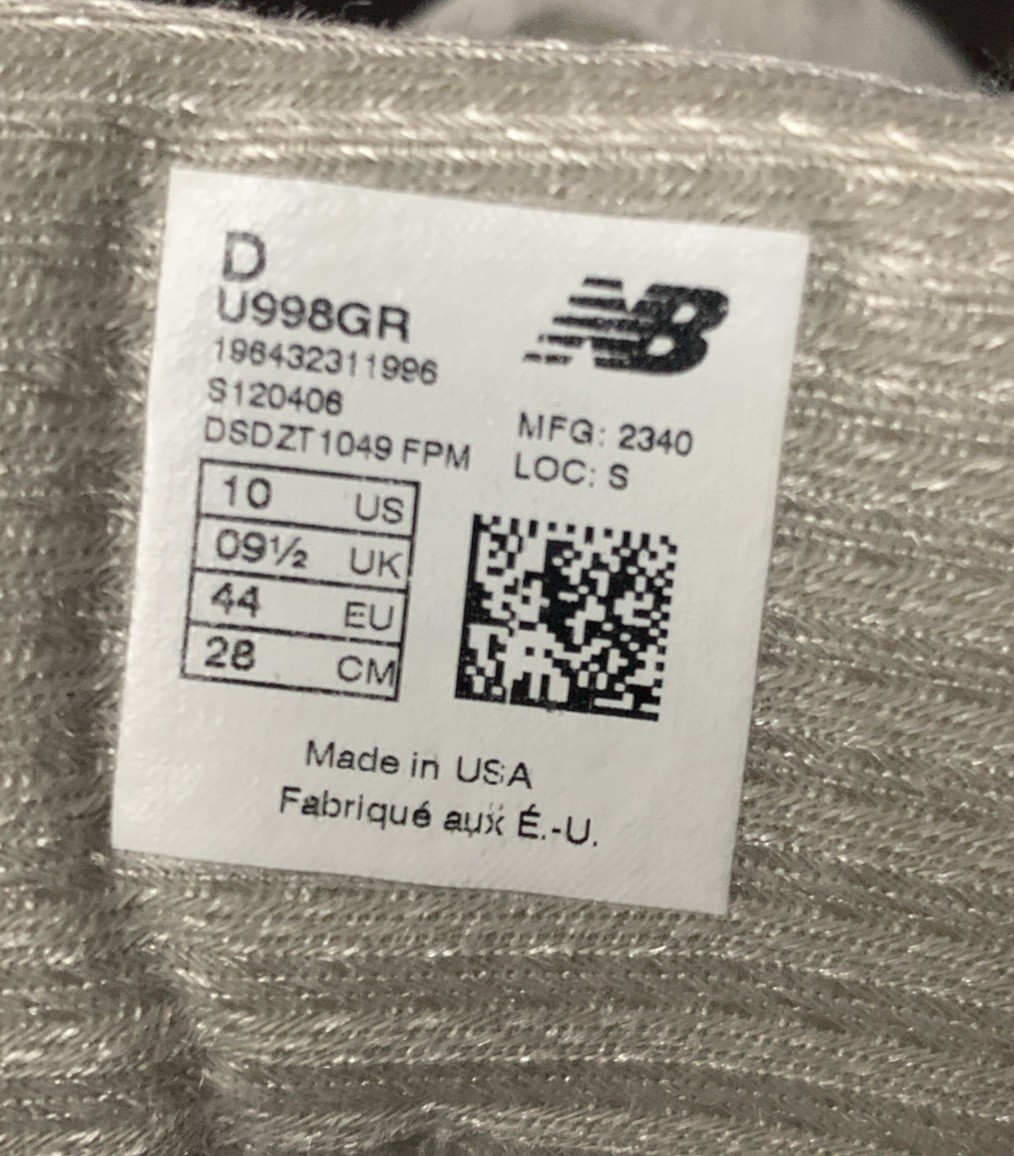 D
U998GR
196432311996
S120406
DSDZT1049 FPM
NB
MFG: 2340
LOC: S
10 US
09½ UK
44 EU
28 CM
Made in USA
Fabriqué aux É.-U.